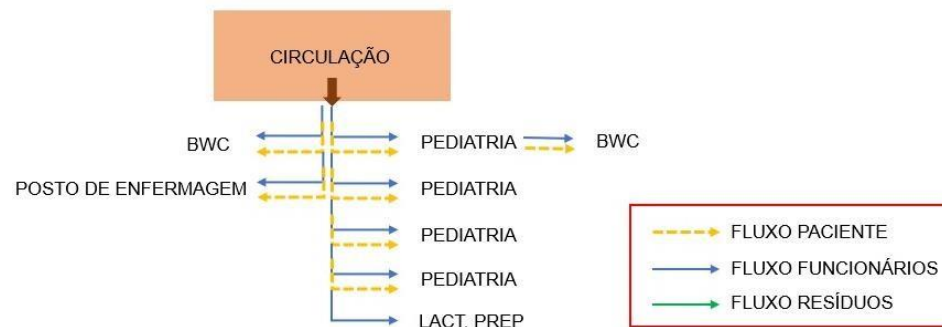 CIRCULAÇÃO
BWC
PEDIATRIA
BWC
POSTO DE ENFERMAGEM
PEDIATRIA
PEDIATRIA
PEDIATRIA
LACT. PREP
FLUXO PACIENTE
FLUXO FUNCIONÁRIOS
FLUXO RESÍDUOS